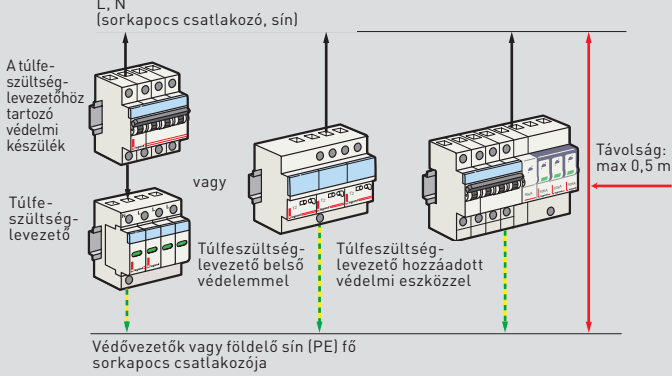 L, N
(sorkapocs csatlakozó, sín)
A túlfe-
szültség-
levezetőhöz
tartozó
védelmi
készülék
Távolság:
max 0,5 m
vagy
Túlfe-
szültség-
levezető
Túlfeszültség-
levezető belső
védelemmel
Túlfeszültség-
levezető hozzáadott
védelmi eszközzel
Védővezetők vagy földelő sín (PE) fő
sorkapocs csatlakozója